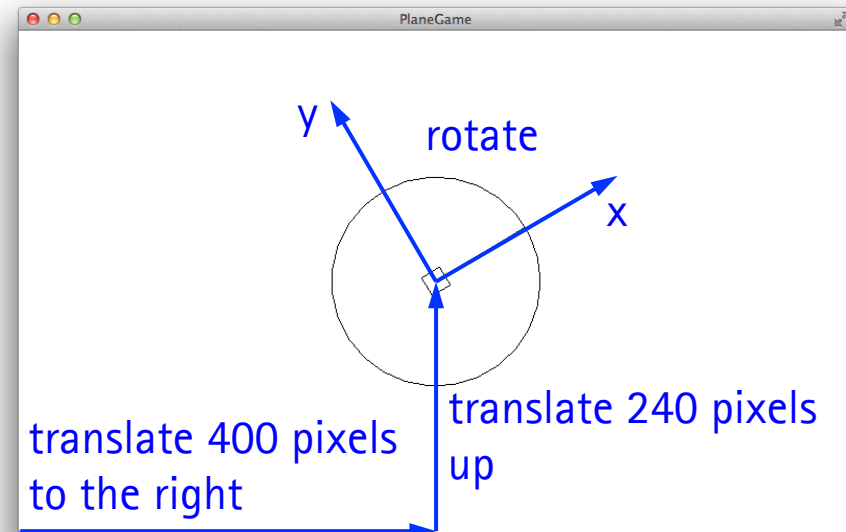 PlaneGame
y
rotate
x
translate 240 pixels
up
translate 400 pixels
to the right